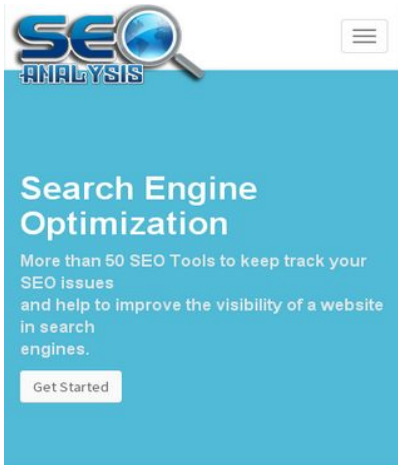 SEO
ANALYSIS
Search Engine
Optimization
More than 50 SEO Tools to keep track your
SEO issues
and help to improve the visibility of a website
in search
engines.
Get Started